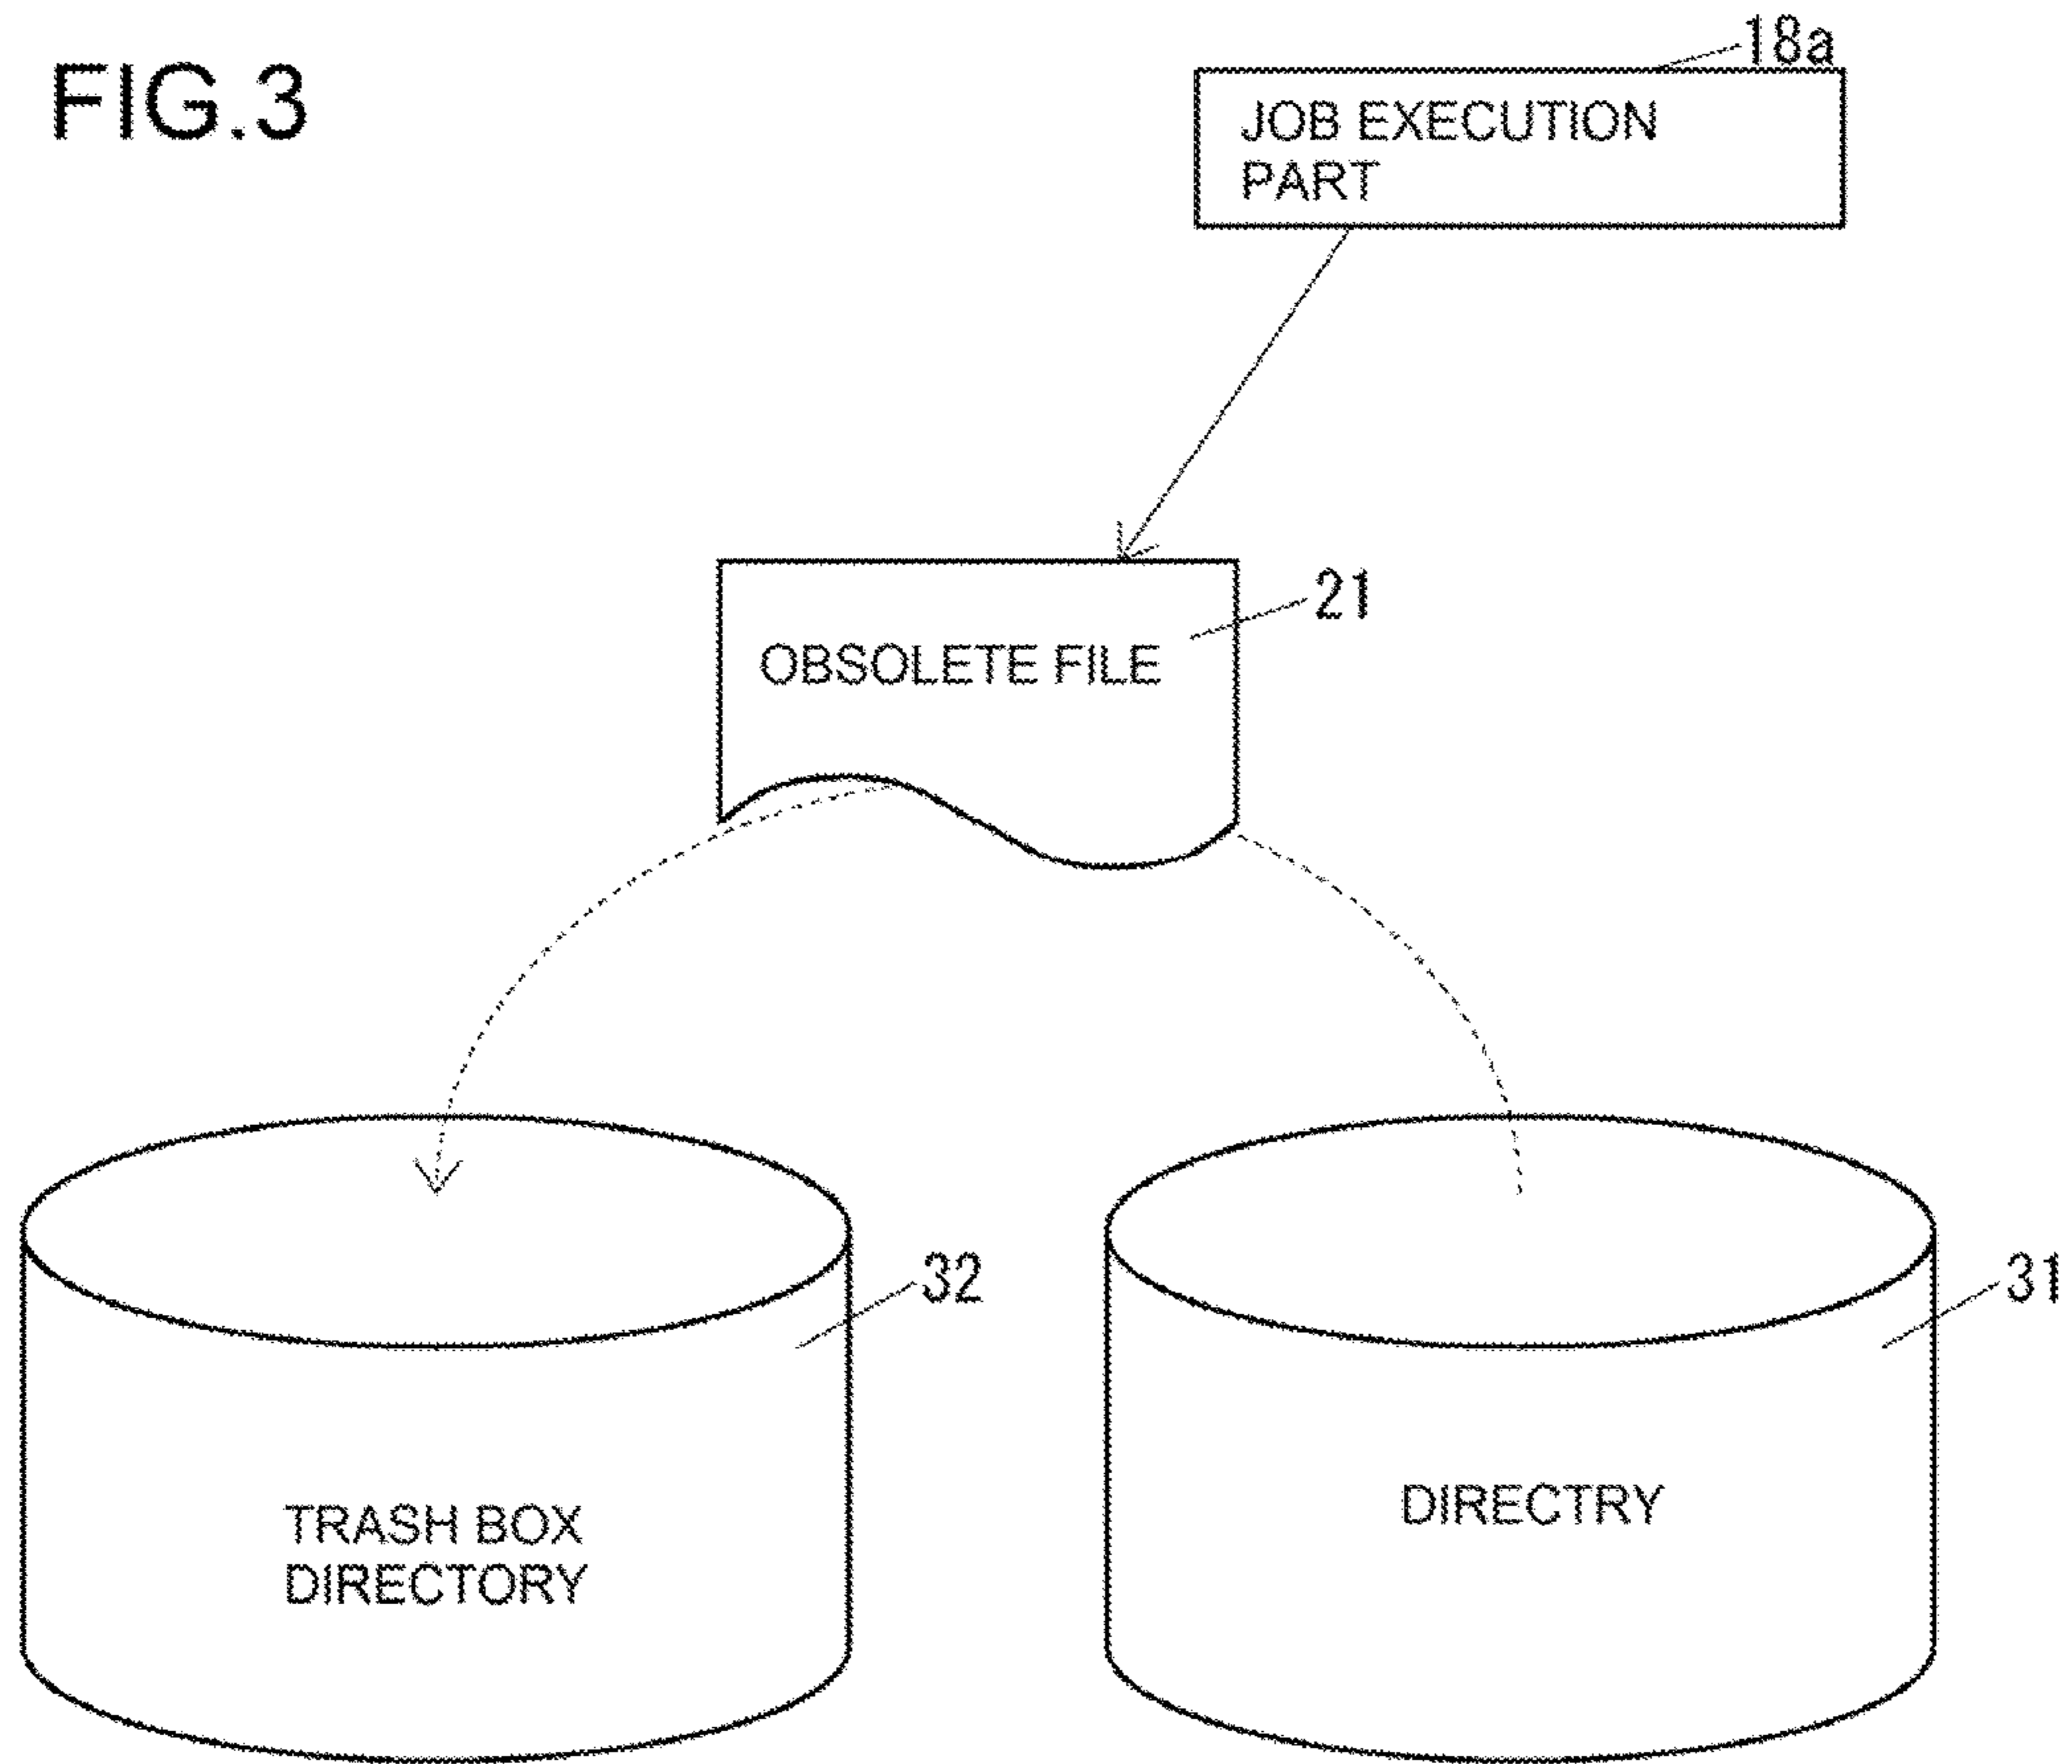 FIG.3
18a
JOB EXECUTION
PART
21
OBSOLETE FILE
32
31
TRASH BOX
DIRECTORY
DIRECTRY